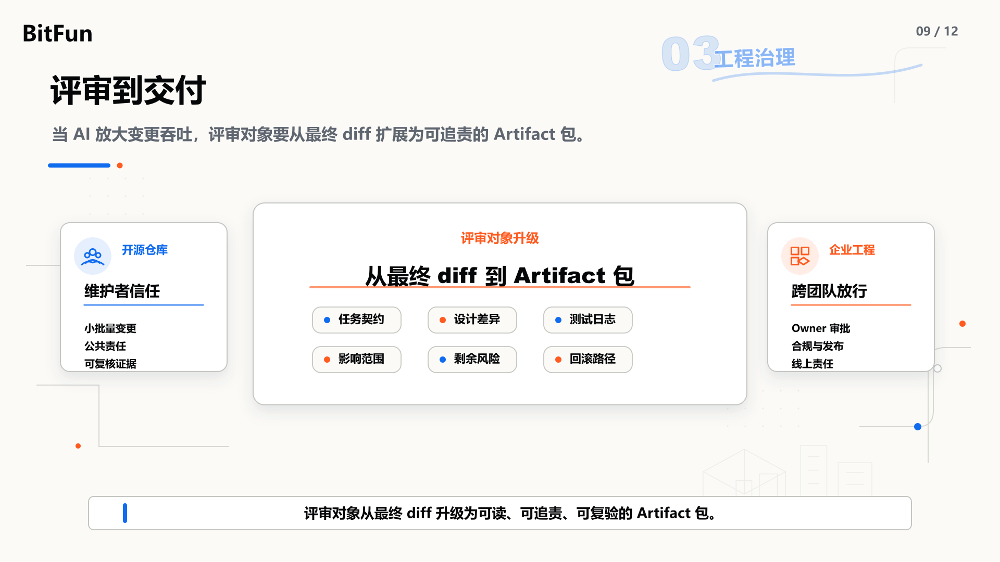 BitFun
09 / 12
03 工程治理
评审到交付
当 AI 放大变更吞吐，评审对象要从最终 diff 扩展为可追责的 Artifact 包。
开源仓库
维护者信任
小批量变更
公共责任
可复核证据
评审对象升级
从最终 diff 到 Artifact 包
任务契约
设计差异
测试日志
影响范围
剩余风险
回滚路径
企业工程
跨团队放行
Owner 审批
合规与发布
线上责任
评审对象从最终 diff 升级为可读、可追责、可复验的 Artifact 包。